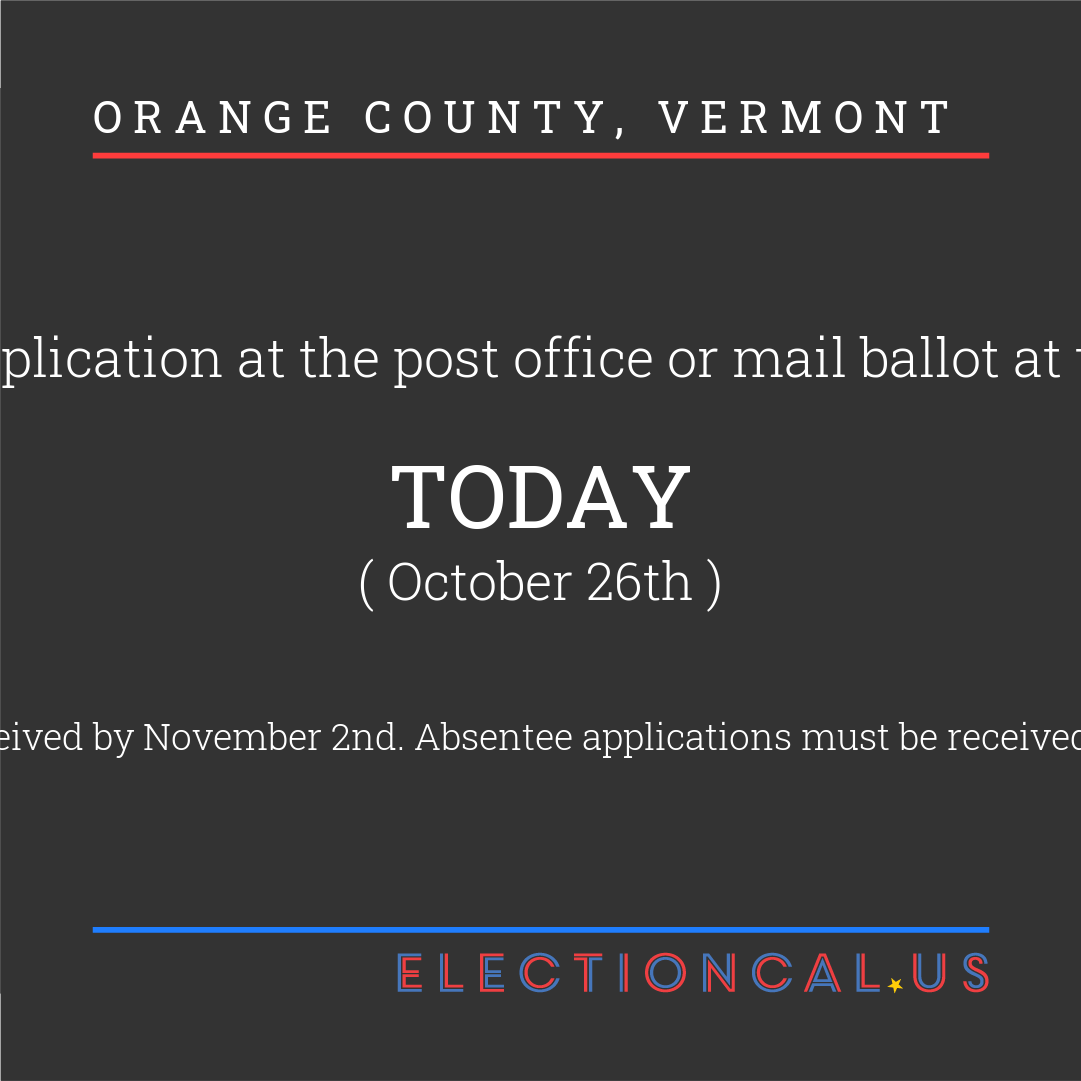 ORANGE COUNTY, VERMONT
plication at the post office or mail ballot at
TODAY
( October 26th )
eived by November 2nd. Absentee applications must be received
ELECTIONCAL.US